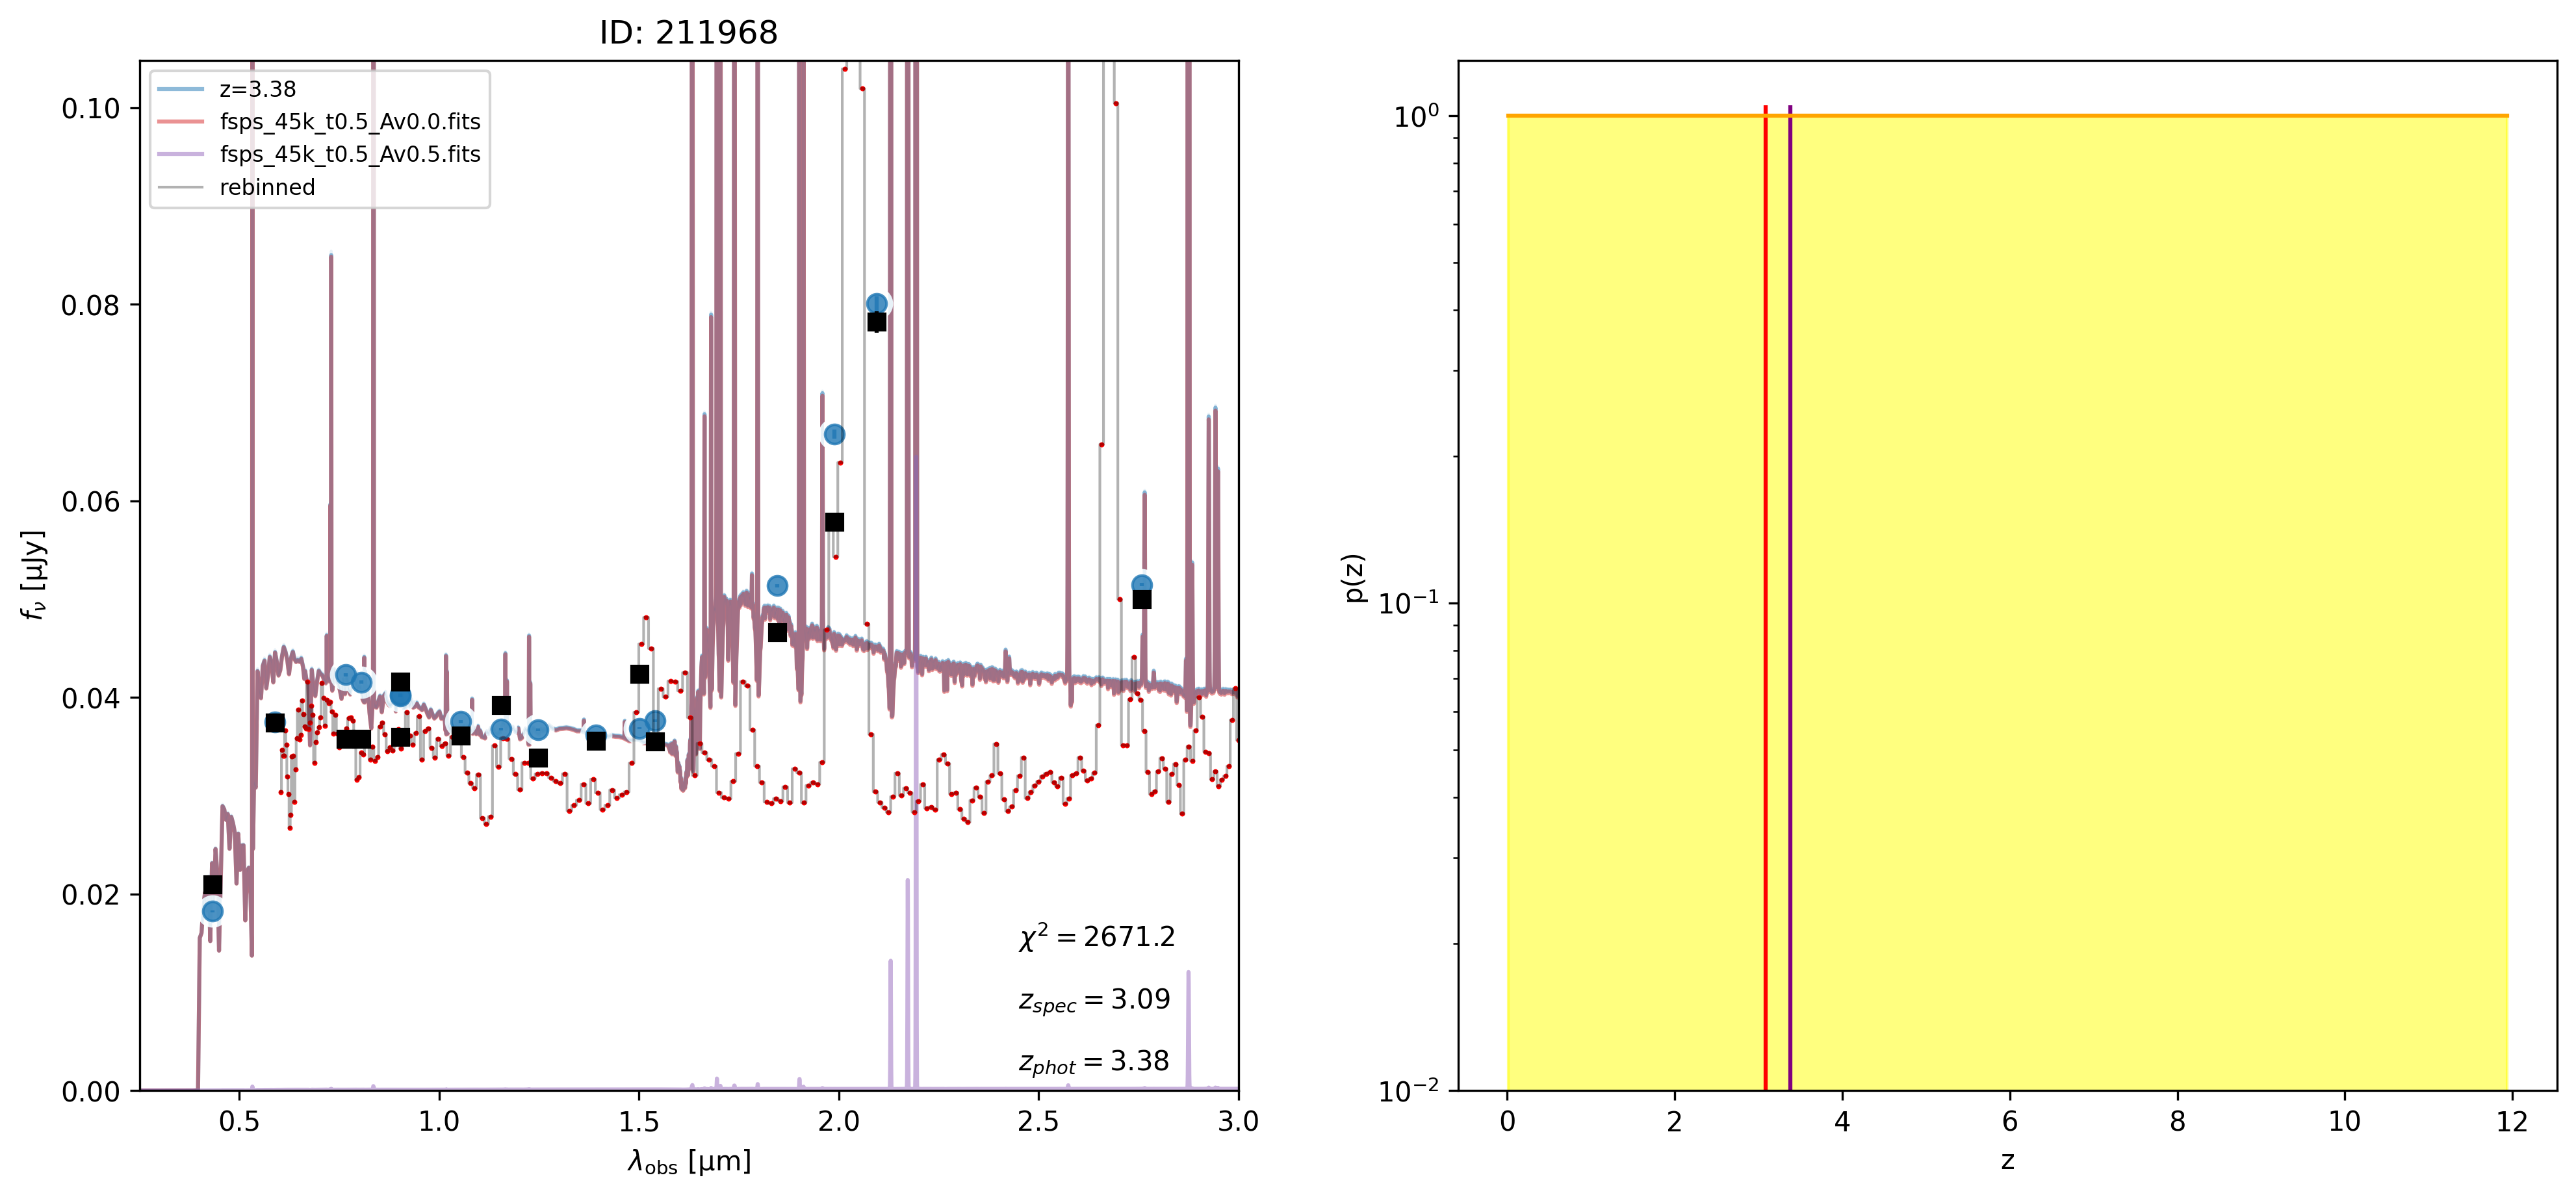 ID: 211968
z=3.38
fsps_45k_t0.5_Av0.0.fits
fsps_45k_t0.5_Av0.5.fits
rebinned
0.10
0.08
0.06
0.04
0.02
0.00
fν [μJy]
χ² = 2671.2
z_spec = 3.09
z_phot = 3.38
0.5 1.0 1.5 2.0 2.5 3.0
λ_obs [μm]
10⁰
10⁻¹
10⁻²
p(z)
0 2 4 6 8 10 12
z